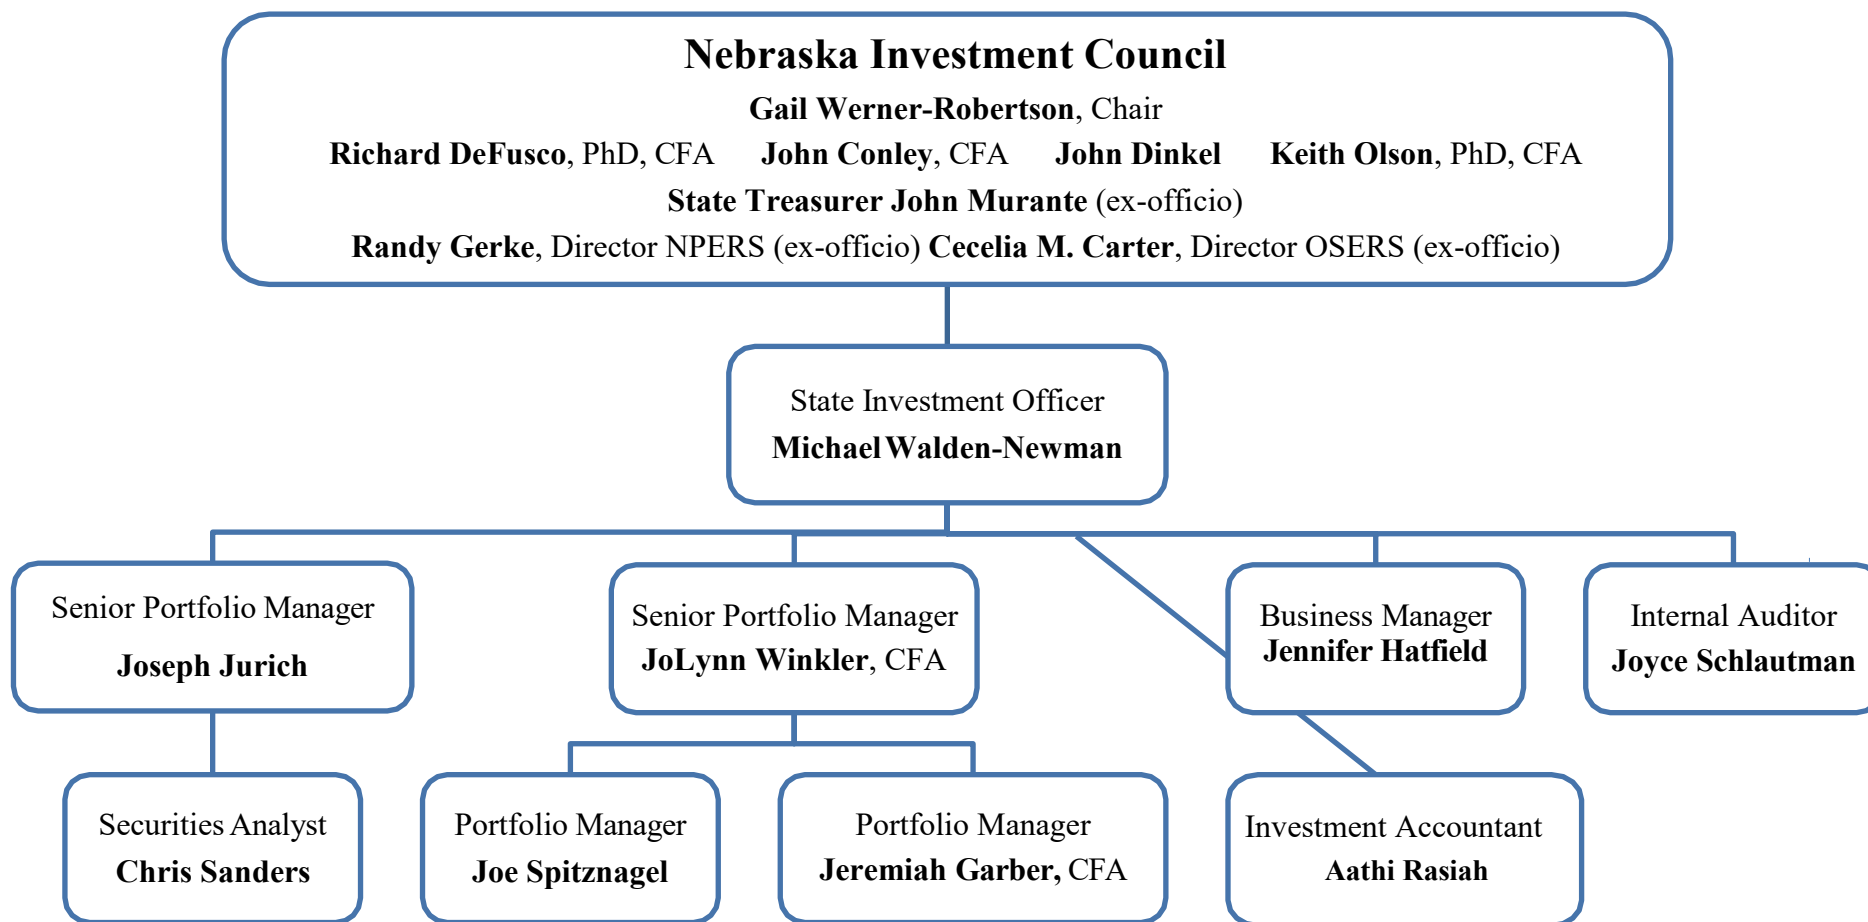 Nebraska Investment Council
Gail Werner-Robertson, Chair
Richard DeFusco, PhD, CFA John Conley, CFA John Dinkel Keith Olson, PhD, CFA
State Treasurer John Murante (ex-officio)
Randy Gerke, Director NPERS (ex-officio) Cecelia M. Carter, Director OSERS (ex-officio)
State Investment Officer
Michael Walden-Newman
Senior Portfolio Manager
Joseph Jurich
Senior Portfolio Manager
JoLynn Winkler, CFA
Business Manager
Jennifer Hatfield
Internal Auditor
Joyce Schlautman
Securities Analyst
Chris Sanders
Portfolio Manager
Joe Spitznagel
Portfolio Manager
Jeremiah Garber, CFA
Investment Accountant
Aathi Rasiah